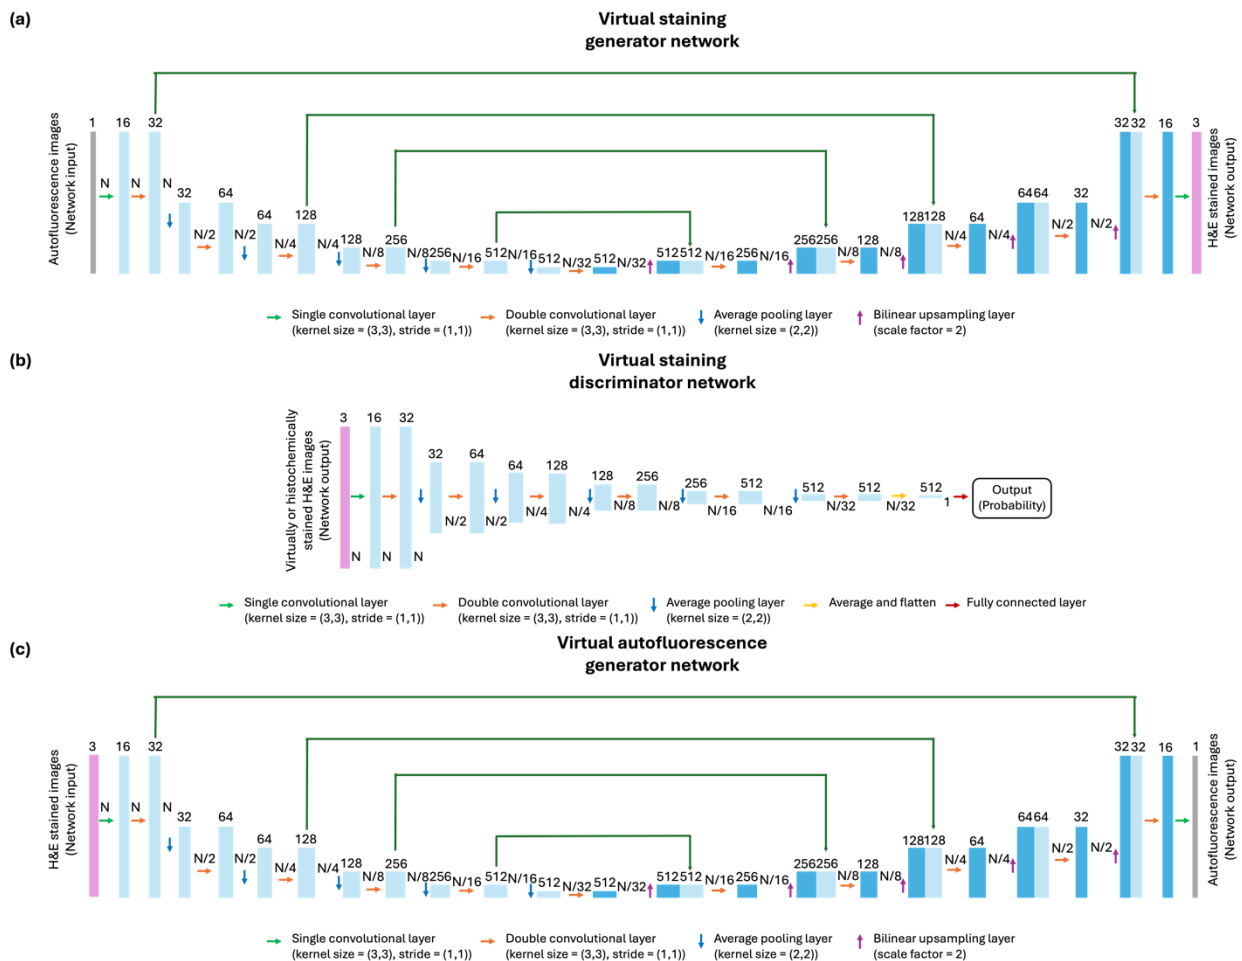 (a)
Virtual staining
generator network
Autofluorescence images
(Network input)
1 16 32
N N N
32 64
N/2 N/2
64 128
N/4 N/4
128 256
N/8 N/8
256 512
N/16 N/16
512 512
N/32 N/32
512 512 256
N/16 N/16
256 256 128
N/8 N/8
128 128 64
N/4 N/4
64 64 32
N/2 N/2
32 32 16 3
H&E stained images
(Network output)
Single convolutional layer
(kernel size = (3,3), stride = (1,1))
Double convolutional layer
(kernel size = (3,3), stride = (1,1))
Average pooling layer
(kernel size = (2,2))
Bilinear upsampling layer
(scale factor = 2)
(b)
Virtual staining
discriminator network
Virtually or histochemically
stained H&E images
(Network output)
3 16 32
N N N
32 64
N/2 N/2
64 128
N/4 N/4
128 256
N/8 N/8
256 512
N/16 N/16
512 512
N/32 N/32
512
1
Output
(Probability)
Single convolutional layer
(kernel size = (3,3), stride = (1,1))
Double convolutional layer
(kernel size = (3,3), stride = (1,1))
Average pooling layer
(kernel size = (2,2))
Average and flatten
Fully connected layer
(c)
Virtual autofluorescence
generator network
H&E stained images
(Network input)
3 16 32
N N N
32 64
N/2 N/2
64 128
N/4 N/4
128 256
N/8 N/8
256 512
N/16 N/16
512 512
N/32 N/32
512 512 256
N/16 N/16
256 256 128
N/8 N/8
128 128 64
N/4 N/4
64 64 32
N/2 N/2
32 32 16 1
Autofluorescence images
(Network output)
Single convolutional layer
(kernel size = (3,3), stride = (1,1))
Double convolutional layer
(kernel size = (3,3), stride = (1,1))
Average pooling layer
(kernel size = (2,2))
Bilinear upsampling layer
(scale factor = 2)